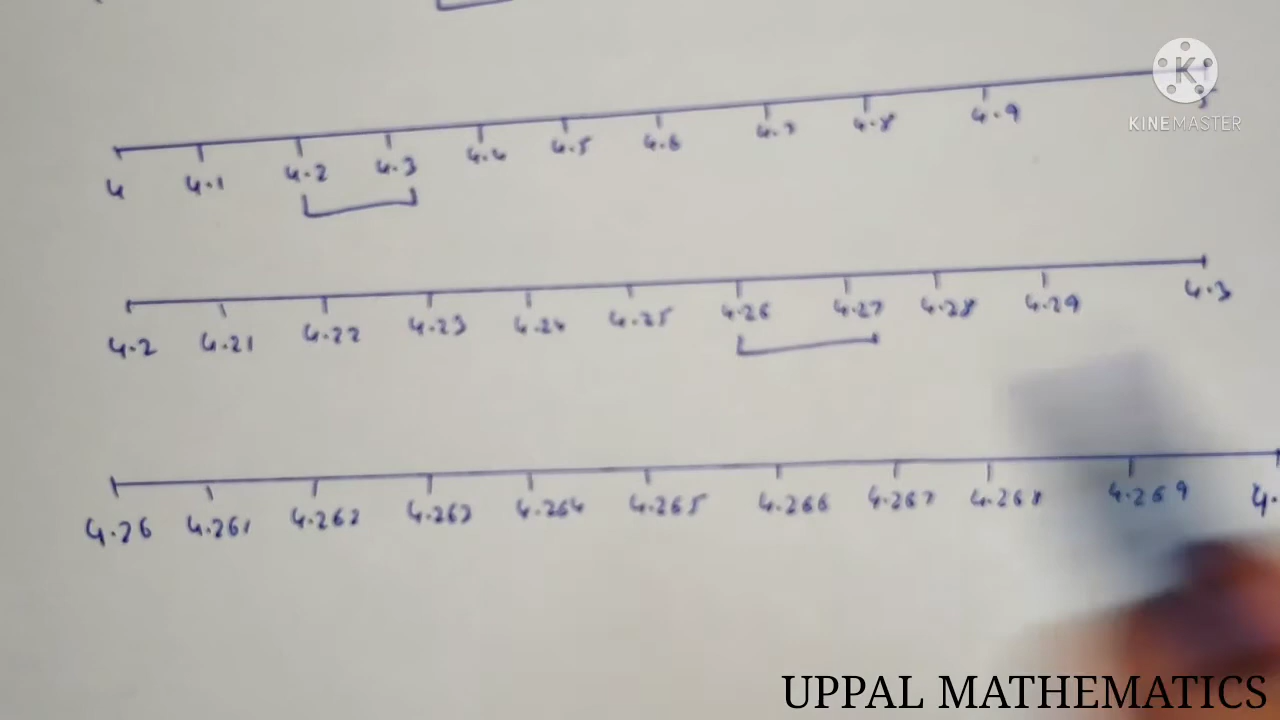 4 4.1 4.2 4.3 4.4 4.5 4.6 4.7 4.8 4.9 5
KINEMASTER
4.2 4.21 4.22 4.23 4.24 4.25 4.26 4.27 4.28 4.29 4.3
4.26 4.261 4.262 4.263 4.264 4.265 4.266 4.267 4.268 4.269 4.
UPPAL MATHEMATICS